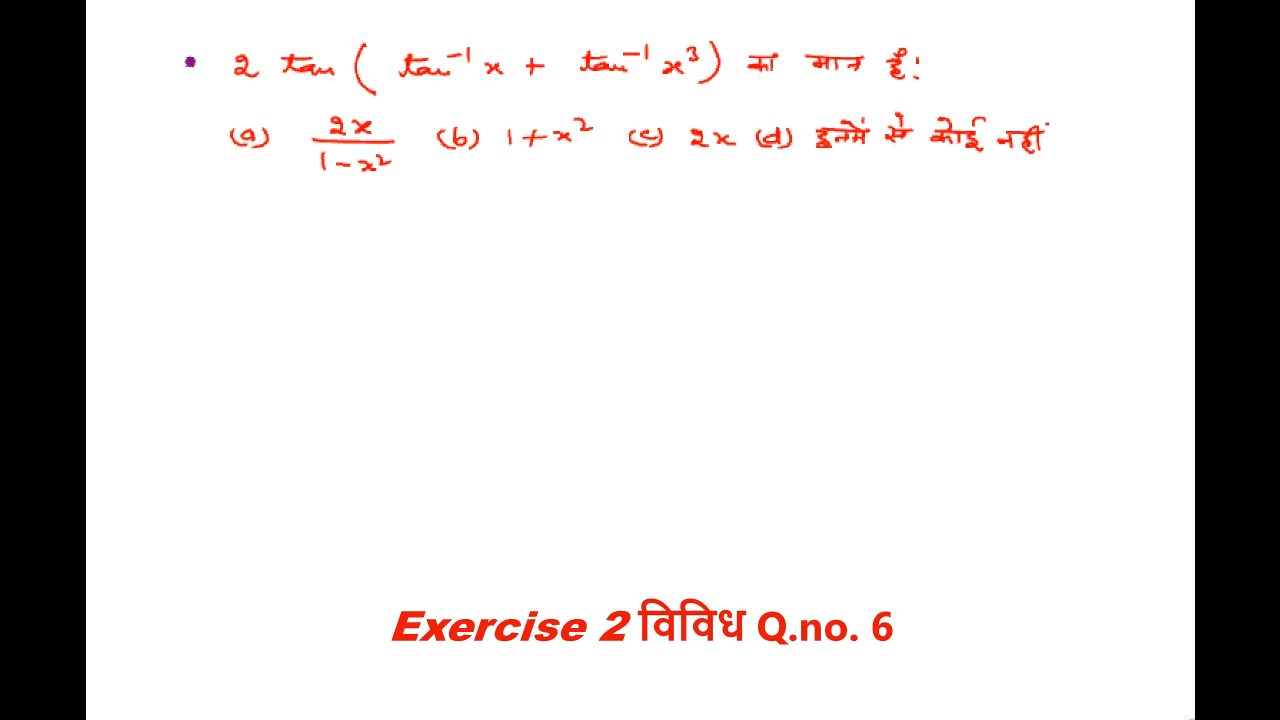 • 2 tan ( tan⁻¹ x + tan⁻¹ x³ ) का मान है :
(a) 2x/(1-x²) (b) 1+x² (c) 2x (d) इनमें से कोई नहीं
Exercise 2 विविध Q.no. 6